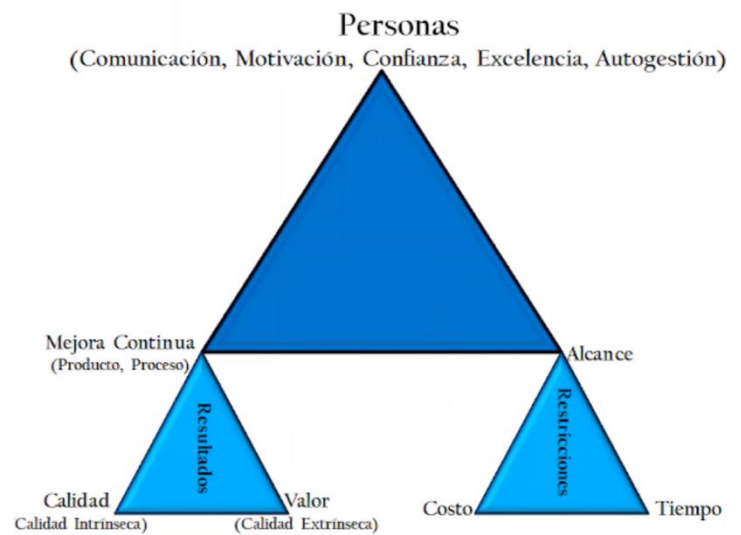 Personas
(Comunicación, Motivación, Confianza, Excelencia, Autogestión)
Mejora Continua
(Producto, Proceso)
Alcance
Resultados
Restricciones
Calidad
(Calidad Intrínseca)
Valor
(Calidad Extrínseca)
Costo
Tiempo